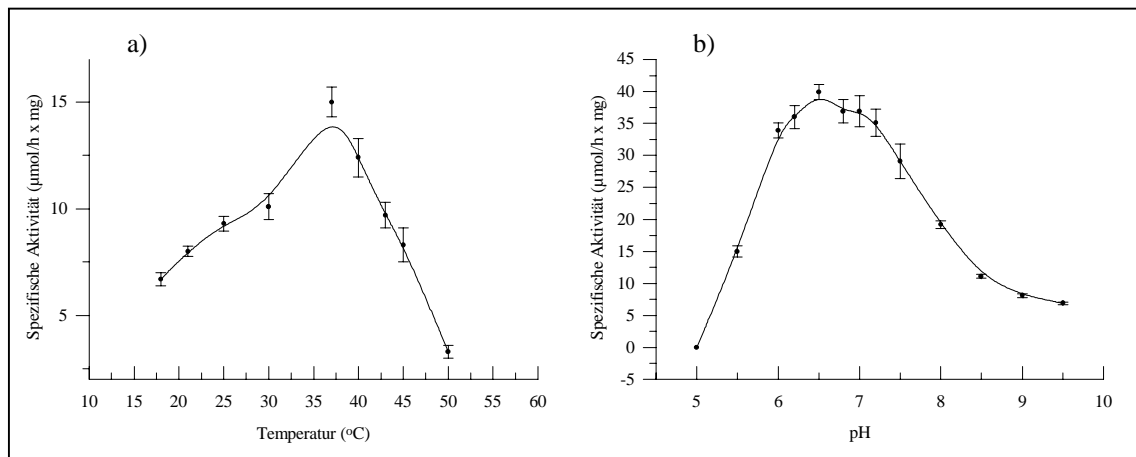 a)
Spezifische Aktivität (µmol/h x mg)
15
10
5
10 15 20 25 30 35 40 45 50 55 60
Temperatur (°C)
b)
Spezifische Aktivität (µmol/h x mg)
45
40
35
30
25
20
15
10
5
0
-5
5 6 7 8 9 10
pH